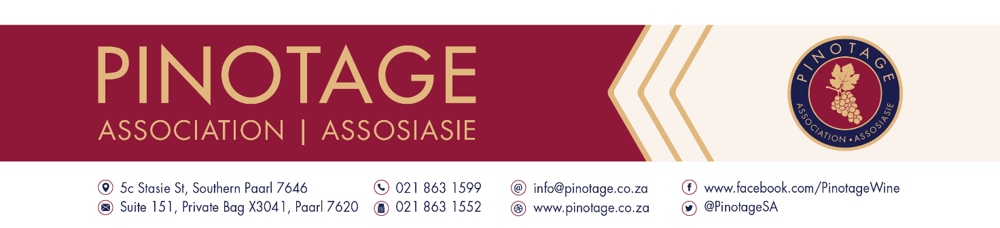 PINOTAGE
ASSOCIATION | ASSOSIASIE
PINOTAGE
ASSOCIATION • ASSOSIASIE
5c Stasie St, Southern Paarl 7646
Suite 151, Private Bag X3041, Paarl 7620
021 863 1599
021 863 1552
info@pinotage.co.za
www.pinotage.co.za
www.facebook.com/PinotageWine
@PinotageSA